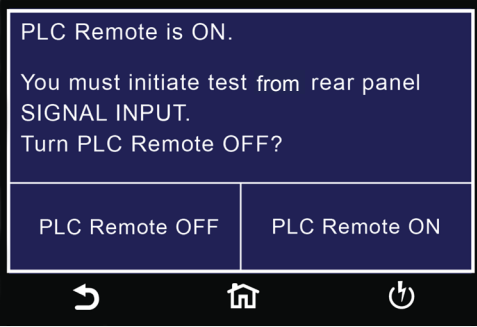 PLC Remote is ON.
You must initiate test from rear panel
SIGNAL INPUT.
Turn PLC Remote OFF?
PLC Remote OFF
PLC Remote ON